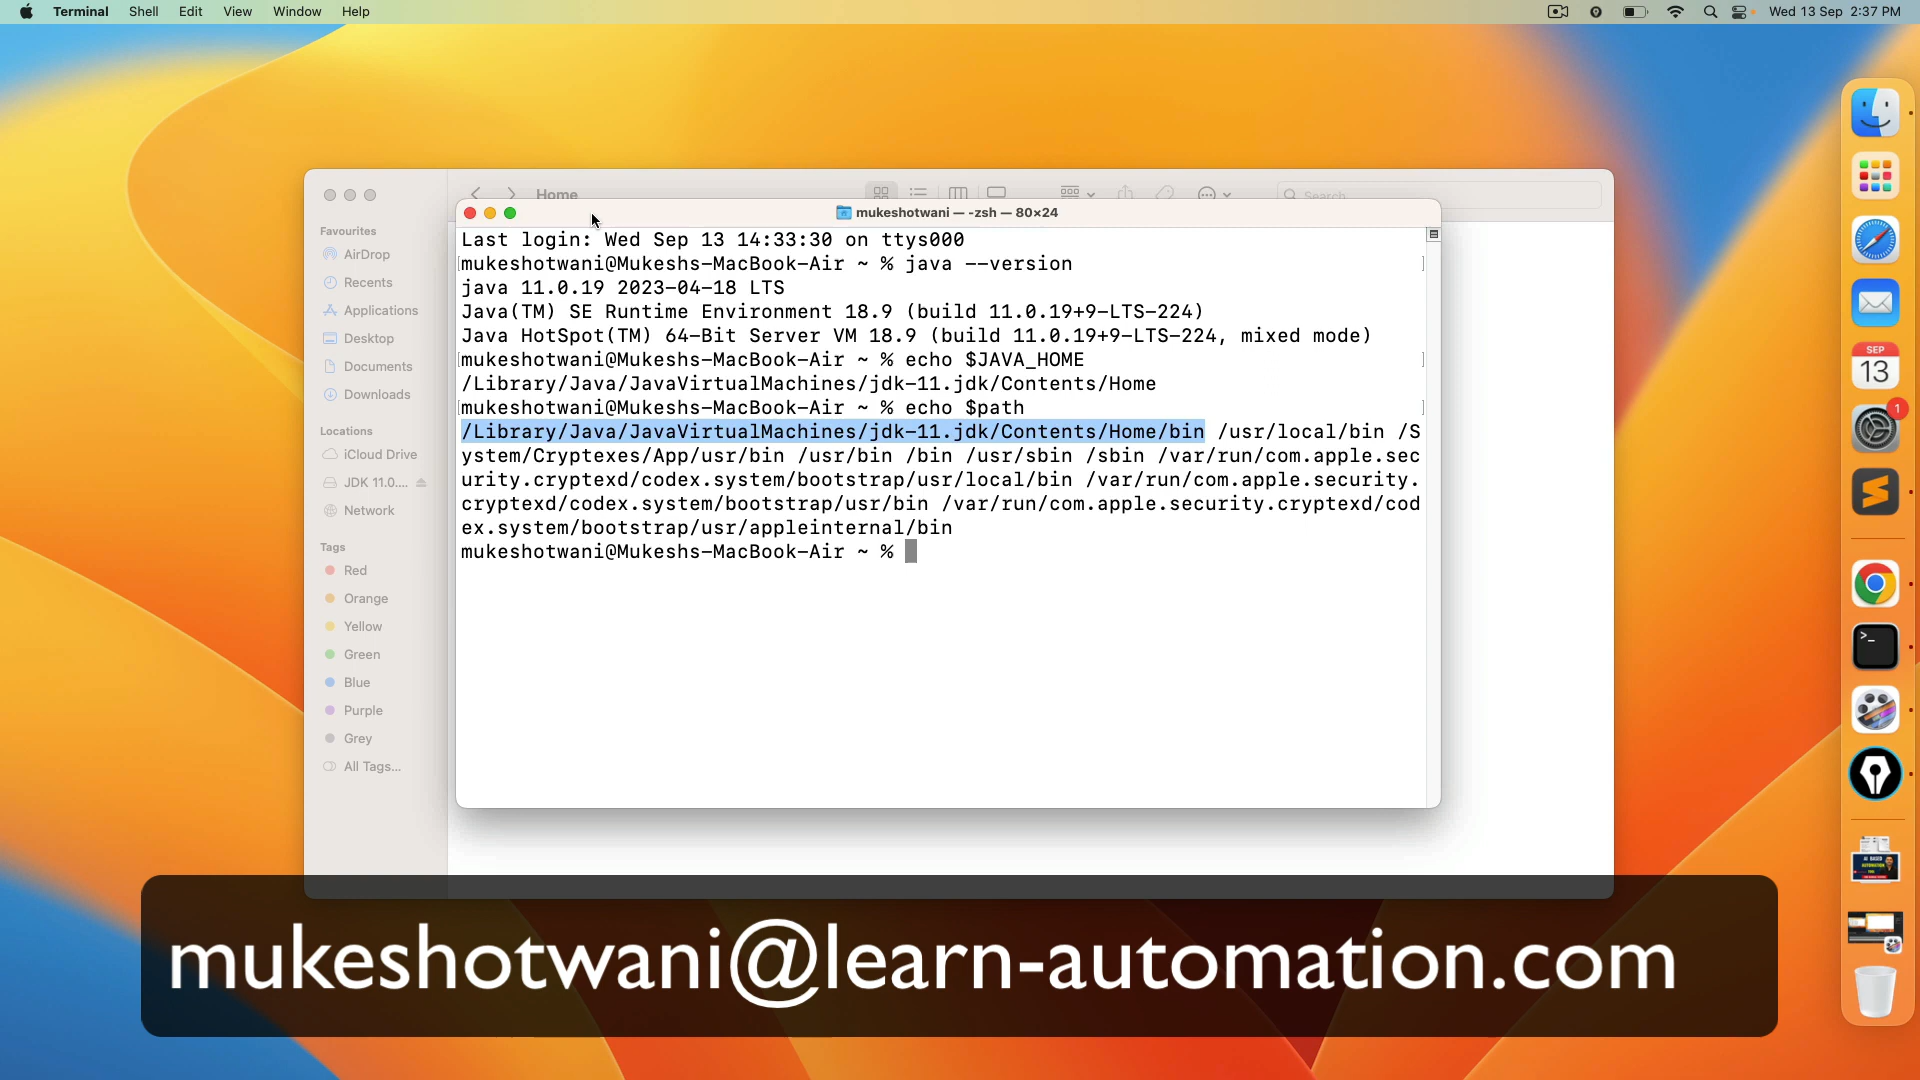 Terminal Shell Edit View Window Help
Wed 13 Sep 2:37 PM
Home
Search
mukeshotwani — -zsh — 80×24
Favourites
AirDrop
Recents
Applications
Desktop
Documents
Downloads
Locations
iCloud Drive
JDK 11.0....
Network
Tags
Red
Orange
Yellow
Green
Blue
Purple
Grey
All Tags...
Last login: Wed Sep 13 14:33:30 on ttys000
[mukeshotwani@Mukeshs-MacBook-Air ~ % java --version ]
java 11.0.19 2023-04-18 LTS
Java(TM) SE Runtime Environment 18.9 (build 11.0.19+9-LTS-224)
Java HotSpot(TM) 64-Bit Server VM 18.9 (build 11.0.19+9-LTS-224, mixed mode)
[mukeshotwani@Mukeshs-MacBook-Air ~ % echo $JAVA_HOME ]
/Library/Java/JavaVirtualMachines/jdk-11.jdk/Contents/Home
[mukeshotwani@Mukeshs-MacBook-Air ~ % echo $path ]
/Library/Java/JavaVirtualMachines/jdk-11.jdk/Contents/Home/bin /usr/local/bin /S
ystem/Cryptexes/App/usr/bin /usr/bin /bin /usr/sbin /sbin /var/run/com.apple.sec
urity.cryptexd/codex.system/bootstrap/usr/local/bin /var/run/com.apple.security.
cryptexd/codex.system/bootstrap/usr/bin /var/run/com.apple.security.cryptexd/cod
ex.system/bootstrap/usr/appleinternal/bin
mukeshotwani@Mukeshs-MacBook-Air ~ %
SEP
13
1
>_
AI BASED
AUTOMATION
mukeshotwani@learn-automation.com